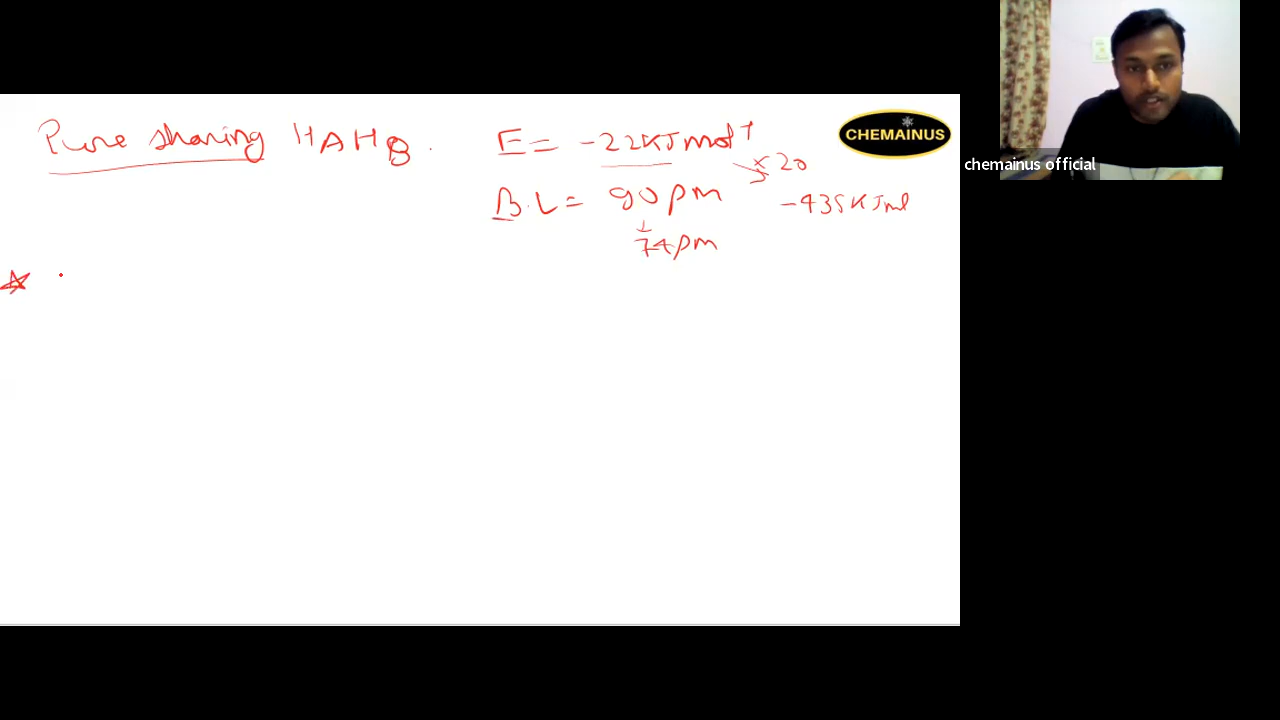 Pure sharing HAHB. E = -22KJmol-1
× 20
B.L = 90pm -435KJmol
↓
74pm
CHEMAINUS
chemainus official